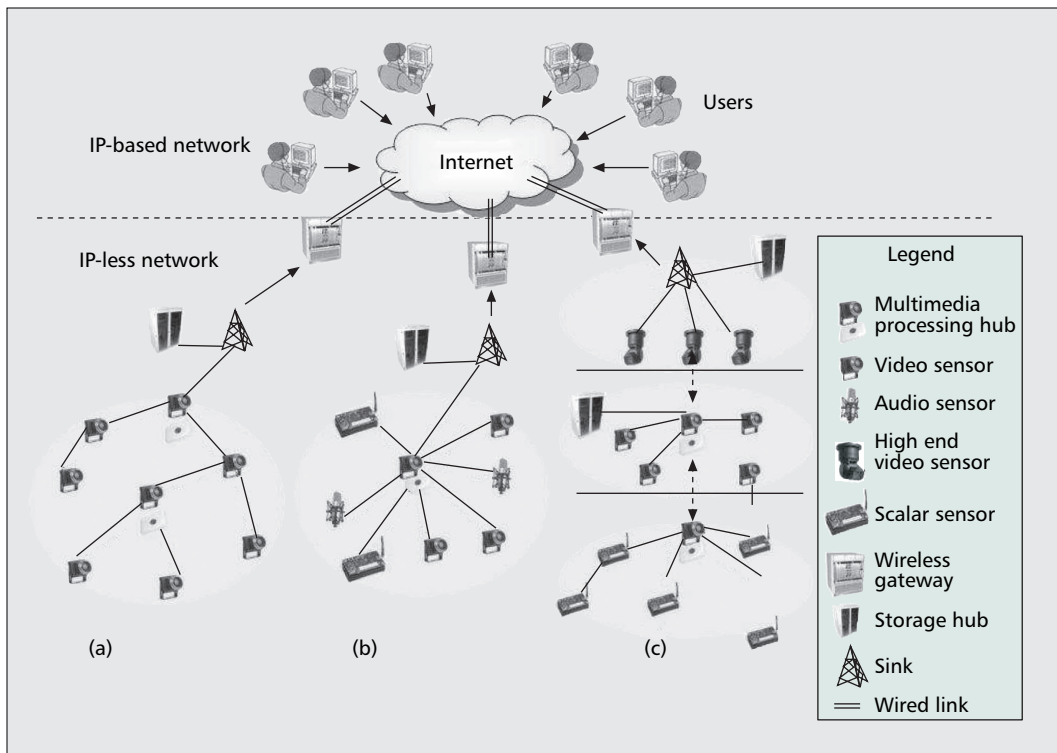 Users
IP-based network
Internet
IP-less network
(a)
(b)
(c)
Legend
Multimedia
processing hub
Video sensor
Audio sensor
High end
video sensor
Scalar sensor
Wireless
gateway
Storage hub
Sink
Wired link